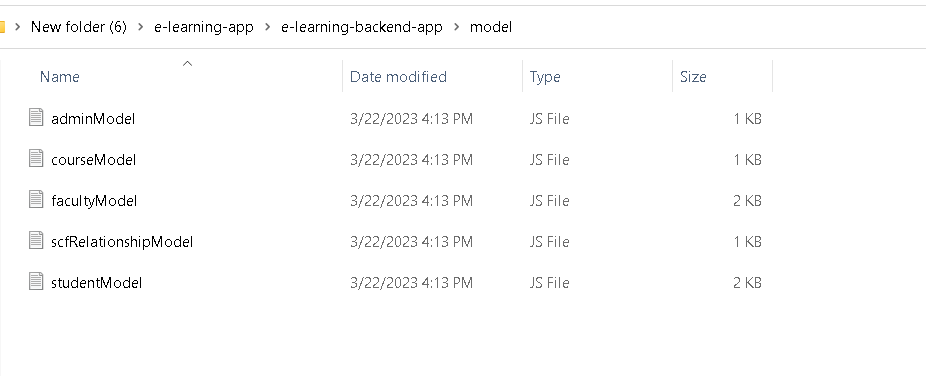 New folder (6) > e-learning-app > e-learning-backend-app > model
Name Date modified Type Size
adminModel 3/22/2023 4:13 PM JS File 1 KB
courseModel 3/22/2023 4:13 PM JS File 1 KB
facultyModel 3/22/2023 4:13 PM JS File 2 KB
scfRelationshipModel 3/22/2023 4:13 PM JS File 1 KB
studentModel 3/22/2023 4:13 PM JS File 2 KB